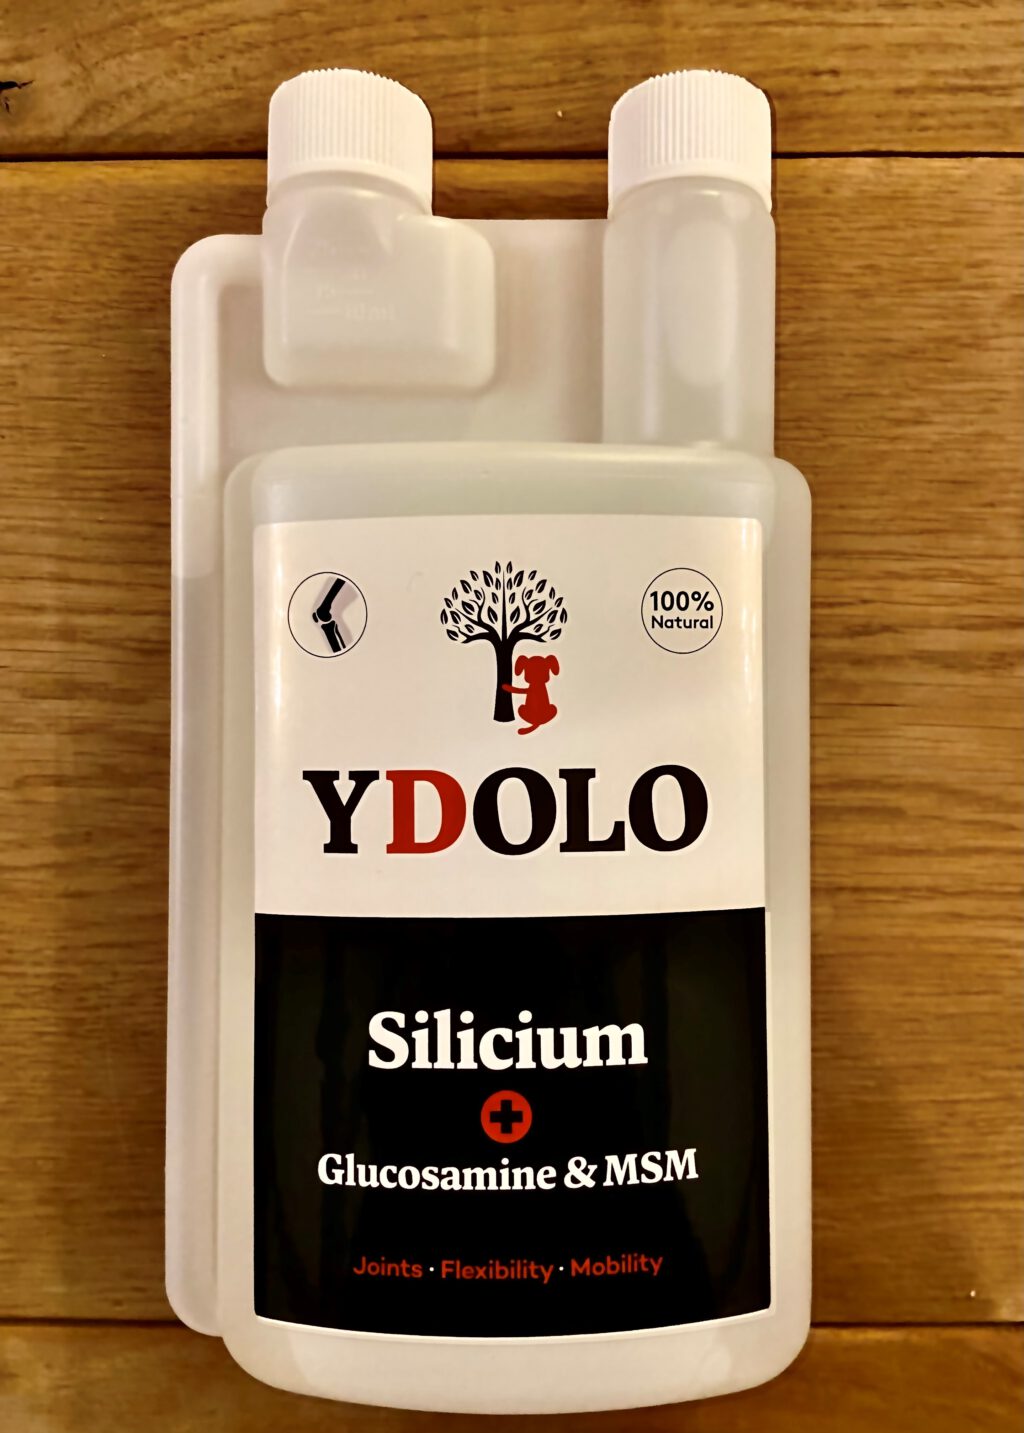 100%
Natural
YDOLO
Silicium
Glucosamine & MSM
Joints · Flexibility · Mobility